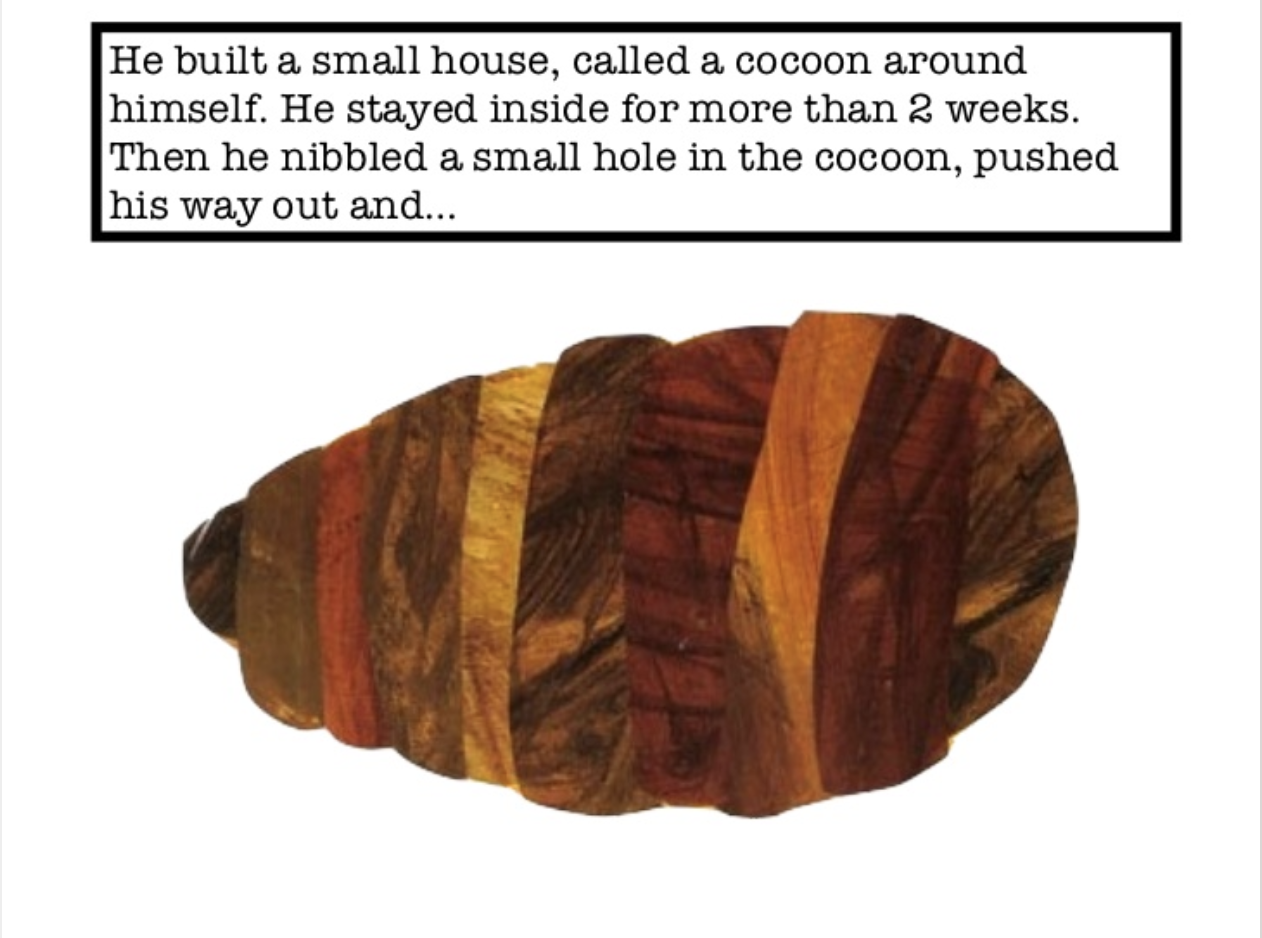 He built a small house, called a cocoon around
himself. He stayed inside for more than 2 weeks.
Then he nibbled a small hole in the cocoon, pushed
his way out and...